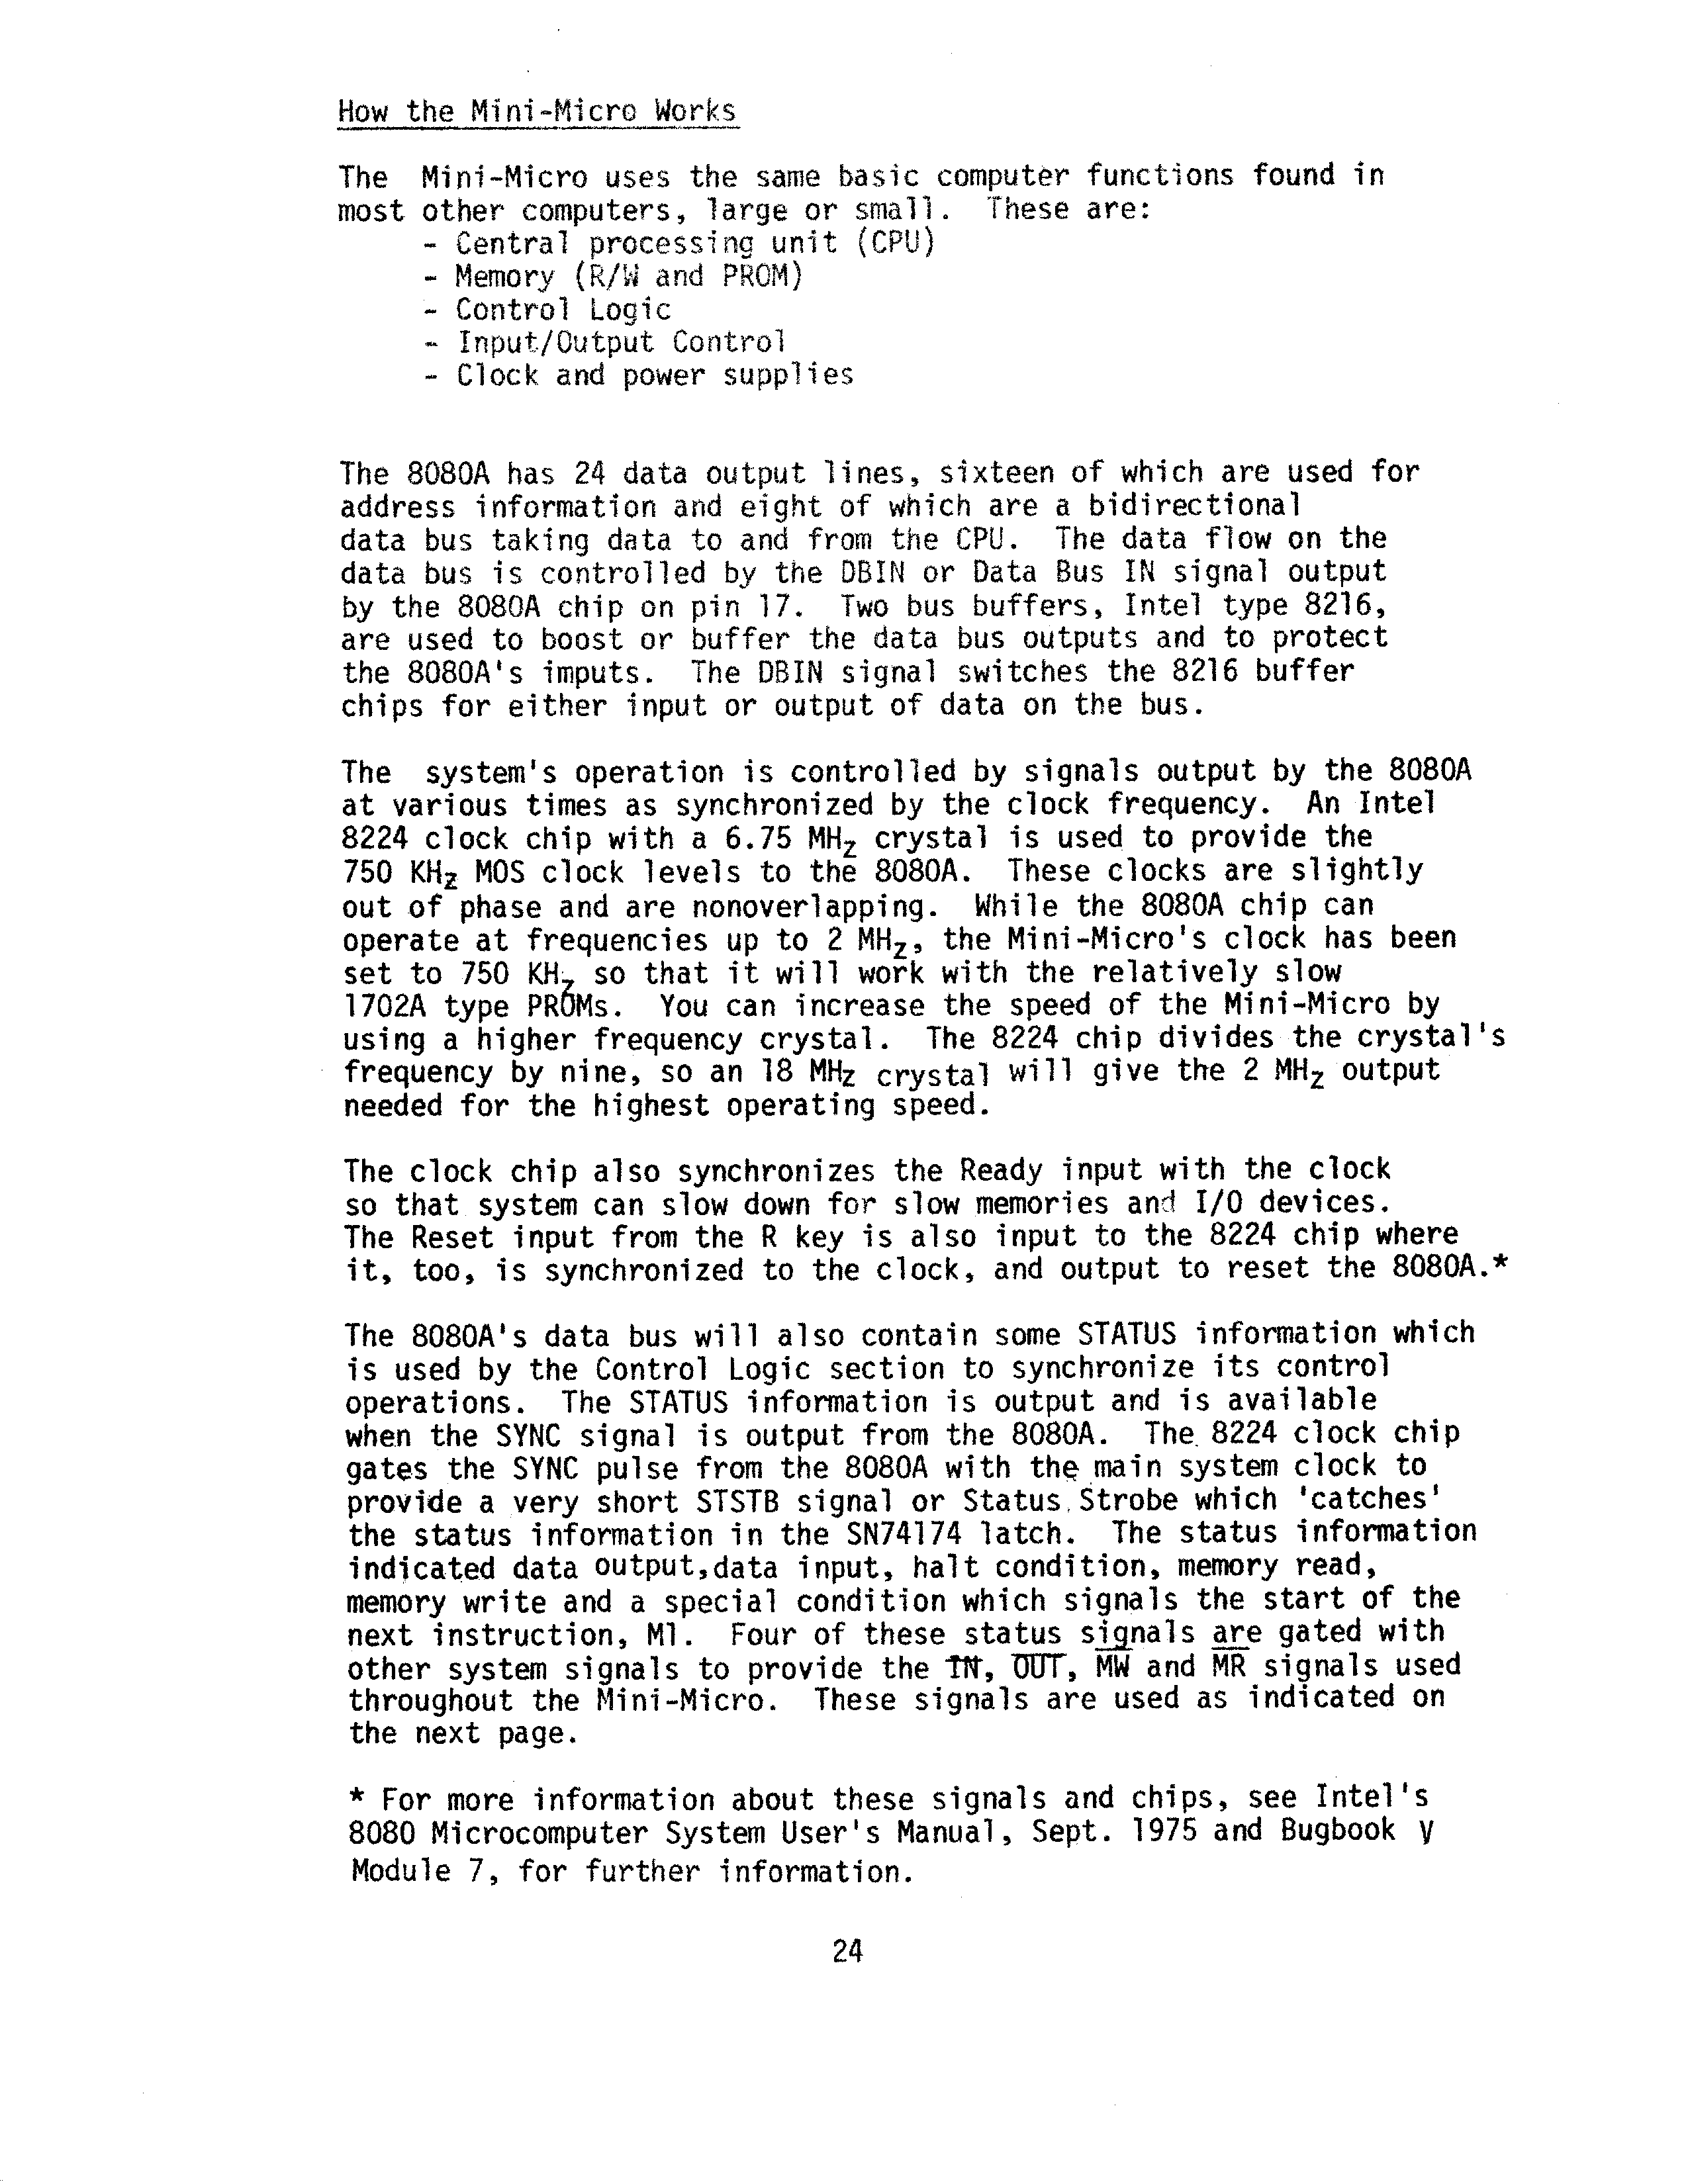 How the Mini-Micro Works
The Mini-Micro uses the same basic computer functions found in
most other computers, large or small. These are:
- Central processing unit (CPU)
- Memory (R/W and PROM)
- Control Logic
- Input/Output Control
- Clock and power supplies
The 8080A has 24 data output lines, sixteen of which are used for
address information and eight of which are a bidirectional
data bus taking data to and from the CPU. The data flow on the
data bus is controlled by the DBIN or Data Bus IN signal output
by the 8080A chip on pin 17. Two bus buffers, Intel type 8216,
are used to boost or buffer the data bus outputs and to protect
the 8080A's imputs. The DBIN signal switches the 8216 buffer
chips for either input or output of data on the bus.
The system's operation is controlled by signals output by the 8080A
at various times as synchronized by the clock frequency. An Intel
8224 clock chip with a 6.75 MHz crystal is used to provide the
750 KHz MOS clock levels to the 8080A. These clocks are slightly
out of phase and are nonoverlapping. While the 8080A chip can
operate at frequencies up to 2 MHz, the Mini-Micro's clock has been
set to 750 KHz so that it will work with the relatively slow
1702A type PROMs. You can increase the speed of the Mini-Micro by
using a higher frequency crystal. The 8224 chip divides the crystal's
frequency by nine, so an 18 MHz crystal will give the 2 MHz output
needed for the highest operating speed.
The clock chip also synchronizes the Ready input with the clock
so that system can slow down for slow memories and I/O devices.
The Reset input from the R key is also input to the 8224 chip where
it, too, is synchronized to the clock, and output to reset the 8080A.*
The 8080A's data bus will also contain some STATUS information which
is used by the Control Logic section to synchronize its control
operations. The STATUS information is output and is available
when the SYNC signal is output from the 8080A. The 8224 clock chip
gates the SYNC pulse from the 8080A with the main system clock to
provide a very short STSTB signal or Status Strobe which 'catches'
the status information in the SN74174 latch. The status information
indicated data output,data input, halt condition, memory read,
memory write and a special condition which signals the start of the
next instruction, M1. Four of these status signals are gated with
other system signals to provide the I̅N̅, O̅U̅T̅, M̅W̅ and M̅R̅ signals used
throughout the Mini-Micro. These signals are used as indicated on
the next page.
* For more information about these signals and chips, see Intel's
8080 Microcomputer System User's Manual, Sept. 1975 and Bugbook V
Module 7, for further information.
24